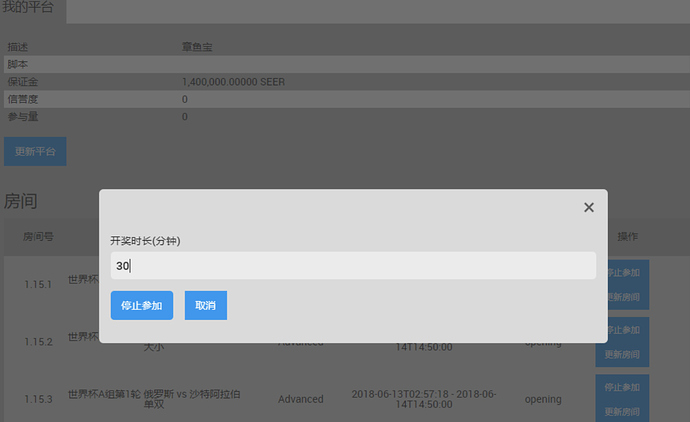 我的平台
描述 章鱼宝
脚本
保证金 1,400,000.00000 SEER
信誉度 0
参与量 0
更新平台
房间
房间号 操作
×
开奖时长(分钟)
30
停止参加 取消
1.15.1 世界杯 停止参加
更新房间
1.15.2 世界杯 停止参加
大小 Advanced 14T14:50:00 opening
更新房间
1.15.3 世界杯A组第1轮 俄罗斯 vs 沙特阿拉伯 Advanced 2018-06-13T02:57:18 - 2018-06- opening 停止参加
单双 14T14:50:00
更新房间